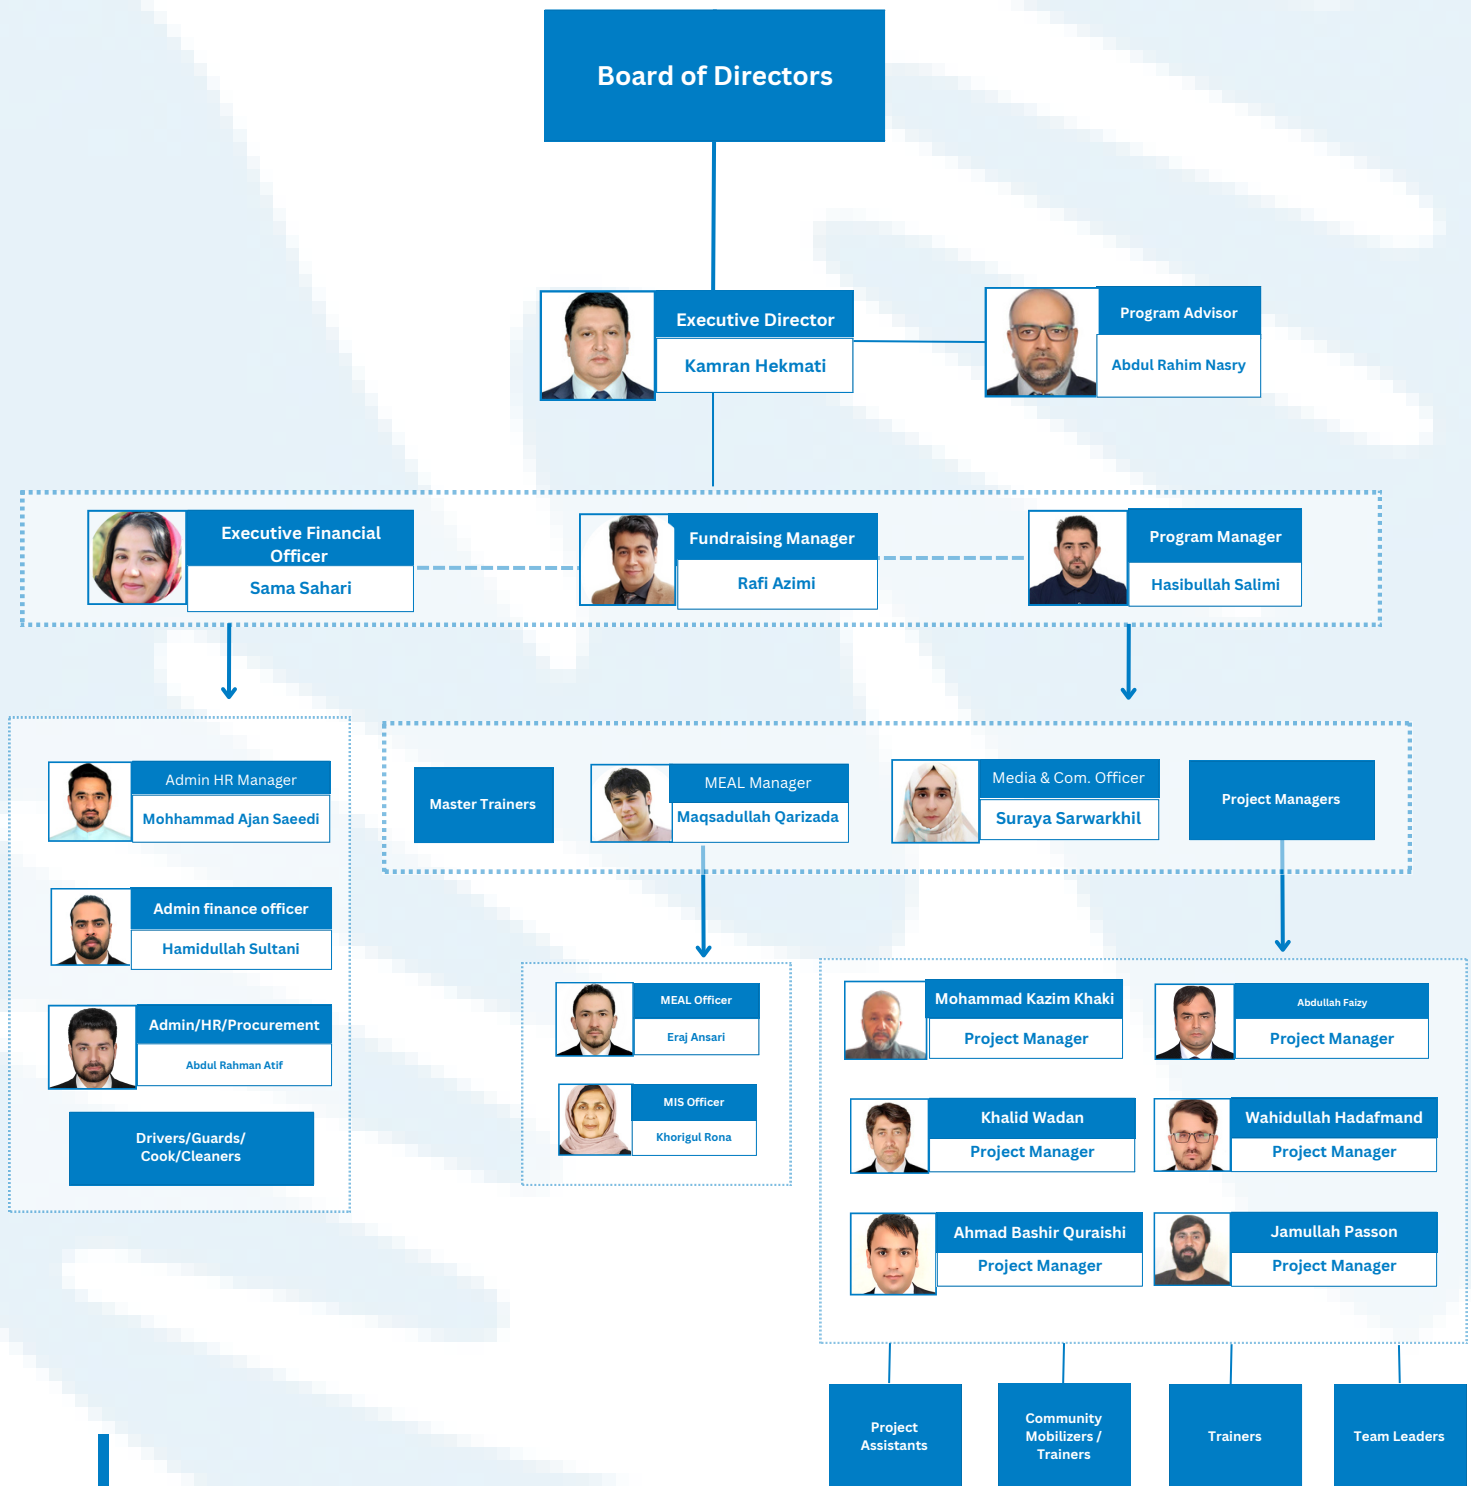 Board of Directors
Executive Director
Kamran Hekmati
Program Advisor
Abdul Rahim Nasry
Executive Financial
Officer
Sama Sahari
Fundraising Manager
Rafi Azimi
Program Manager
Hasibullah Salimi
Admin HR Manager
Mohhammad Ajan Saeedi
Admin finance officer
Hamidullah Sultani
Admin/HR/Procurement
Abdul Rahman Atif
Drivers/Guards/
Cook/Cleaners
Master Trainers
MEAL Manager
Maqsadullah Qarizada
Media & Com. Officer
Suraya Sarwarkhil
Project Managers
MEAL Officer
Eraj Ansari
MIS Officer
Khorigul Rona
Mohammad Kazim Khaki
Project Manager
Abdullah Faizy
Project Manager
Khalid Wadan
Project Manager
Wahidullah Hadafmand
Project Manager
Ahmad Bashir Quraishi
Project Manager
Jamullah Passon
Project Manager
Project
Assistants
Community
Mobilizers /
Trainers
Trainers
Team Leaders